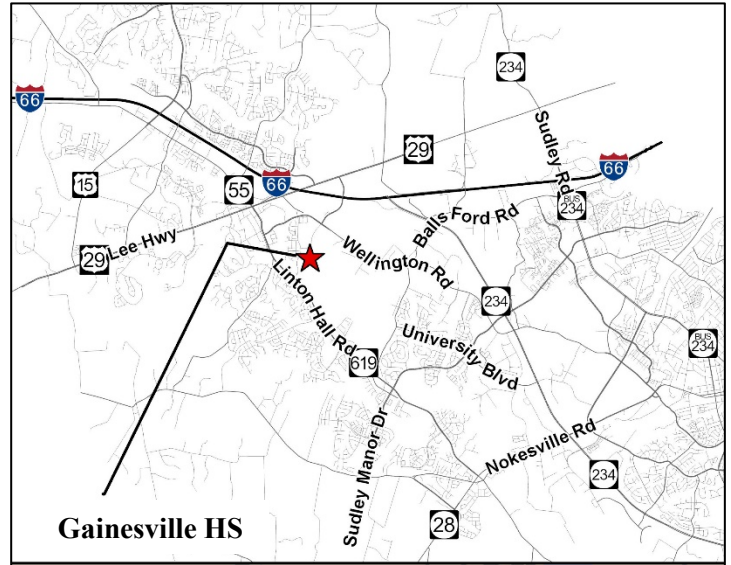 234
66
29
Sudley Rd
66
66
15
55
BUS
234
Balls Ford Rd
Lee Hwy
29
Wellington Rd
Linton Hall Rd
234
University Blvd
BUS
234
619
Sudley Manor Dr
Nokesville Rd
234
Gainesville HS
28